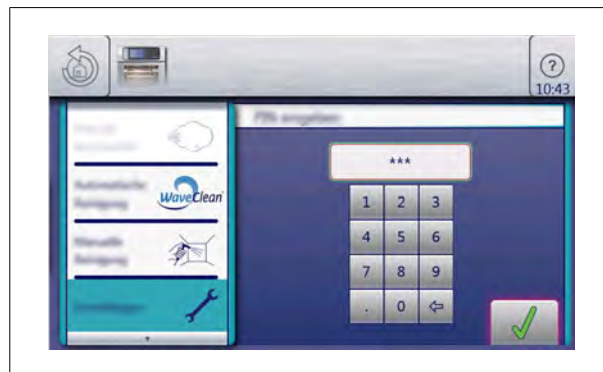 ?
10:43
PIN eingeben
***
Automatische
Reinigung
WaveClean
Manuelle
Reinigung
1 2 3
4 5 6
7 8 9
. 0